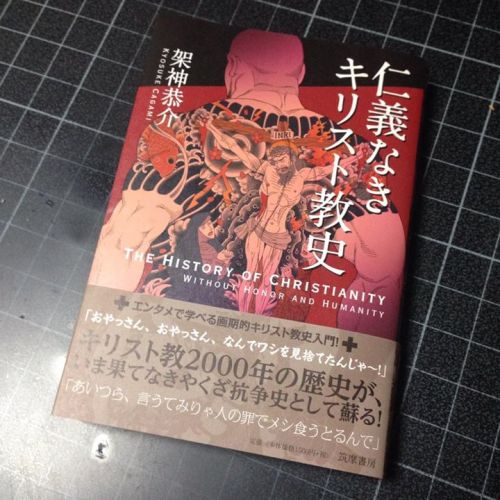 仁義なき
キリスト教史
架神恭介
KYOSUKE CAGAMI
INRI
THE HISTORY OF CHRISTIANITY
WITHOUT HONOR AND HUMANITY
エンタメで学べる画期的キリスト教史入門!
「おやっさん、おやっさん、なんでワシを見捨てたんじゃ~!」
キリスト教2000年の歴史が、
いま果てなきやくざ抗争史として蘇る!
「あいつら、言うてみりゃ人の罪でメシ食うとるんで」
筑摩書房